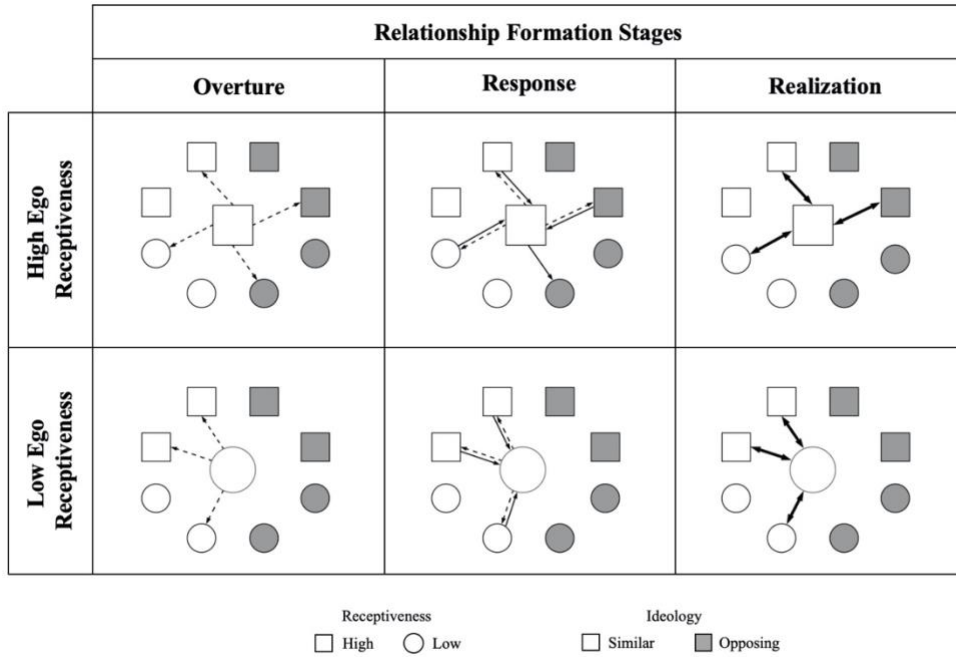 Relationship Formation Stages
Overture
Response
Realization
High Ego
Receptiveness
Low Ego
Receptiveness
Receptiveness
Ideology
High
Low
Similar
Opposing